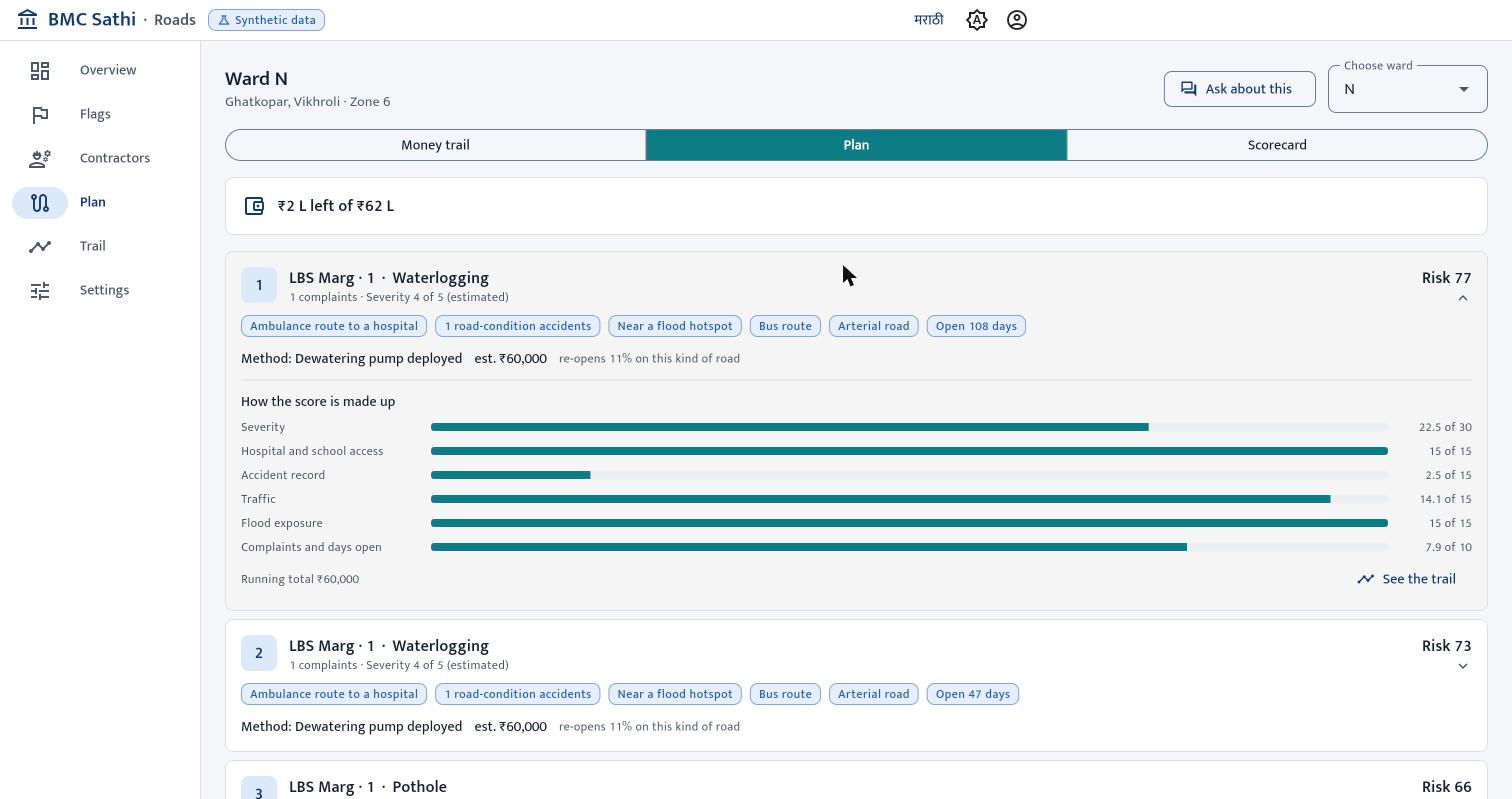 BMC Sathi · Roads Synthetic data मराठी
Overview
Flags
Contractors
Plan
Trail
Settings
Ward N
Ghatkopar, Vikhroli · Zone 6
Ask about this
Choose ward
N
Money trail Plan Scorecard
₹2 L left of ₹62 L
1 LBS Marg · 1 · Waterlogging Risk 77
1 complaints · Severity 4 of 5 (estimated)
Ambulance route to a hospital 1 road-condition accidents Near a flood hotspot Bus route Arterial road Open 108 days
Method: Dewatering pump deployed est. ₹60,000 re-opens 11% on this kind of road
How the score is made up
Severity 22.5 of 30
Hospital and school access 15 of 15
Accident record 2.5 of 15
Traffic 14.1 of 15
Flood exposure 15 of 15
Complaints and days open 7.9 of 10
Running total ₹60,000 See the trail
2 LBS Marg · 1 · Waterlogging Risk 73
1 complaints · Severity 4 of 5 (estimated)
Ambulance route to a hospital 1 road-condition accidents Near a flood hotspot Bus route Arterial road Open 47 days
Method: Dewatering pump deployed est. ₹60,000 re-opens 11% on this kind of road
3 LBS Marg · 1 · Pothole Risk 66